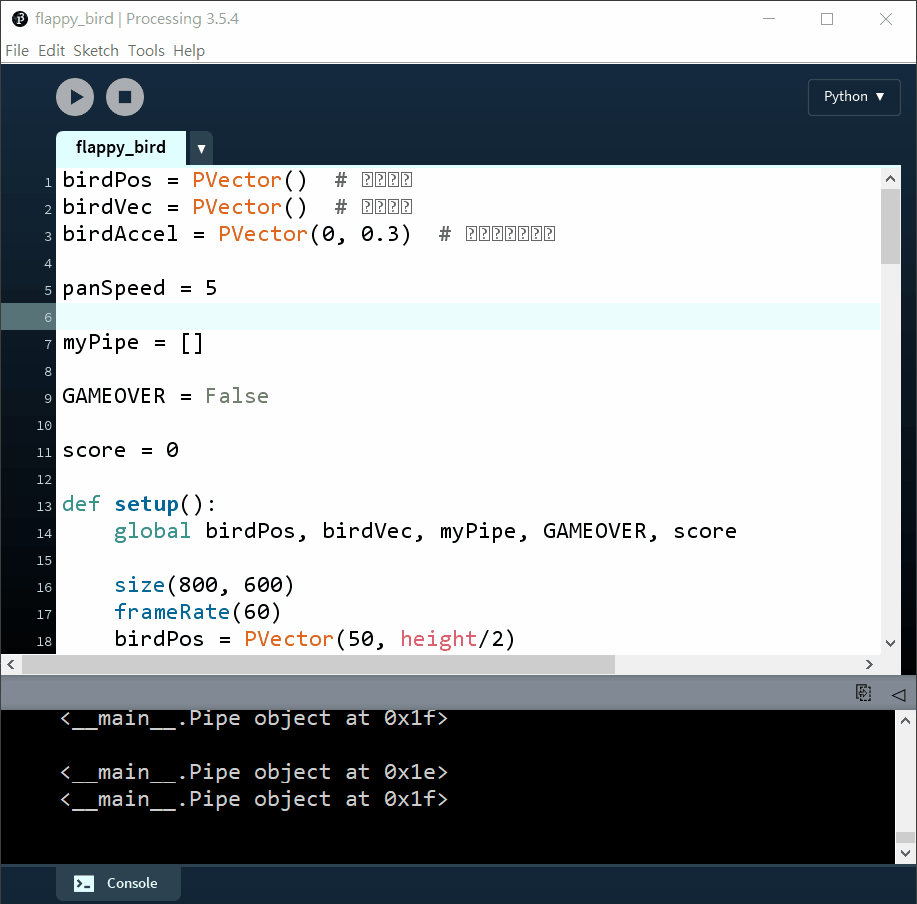 flappy_bird | Processing 3.5.4
File Edit Sketch Tools Help
Python ▼
flappy_bird ▼
1 birdPos = PVector() #
2 birdVec = PVector() #
3 birdAccel = PVector(0, 0.3) #
4
5 panSpeed = 5
6
7 myPipe = []
8
9 GAMEOVER = False
10
11 score = 0
12
13 def setup():
14 global birdPos, birdVec, myPipe, GAMEOVER, score
15
16 size(800, 600)
17 frameRate(60)
18 birdPos = PVector(50, height/2)
<__main__.Pipe object at 0x1f>
<__main__.Pipe object at 0x1e>
<__main__.Pipe object at 0x1f>
Console